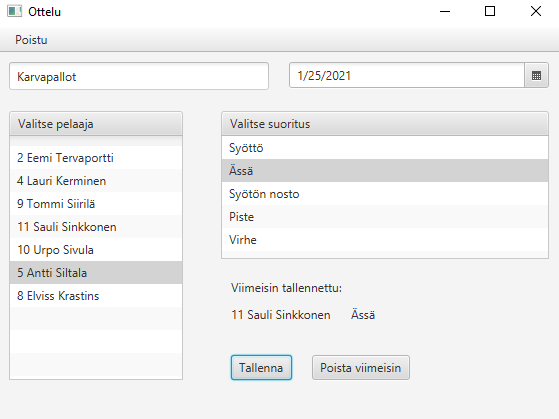 Ottelu
Poistu
Karvapallot
1/25/2021
Valitse pelaaja
2 Eemi Tervaportti
4 Lauri Kerminen
9 Tommi Siirilä
11 Sauli Sinkkonen
10 Urpo Sivula
5 Antti Siltala
8 Elviss Krastins
Valitse suoritus
Syöttö
Ässä
Syötön nosto
Piste
Virhe
Viimeisin tallennettu:
11 Sauli Sinkkonen Ässä
Tallenna Poista viimeisin